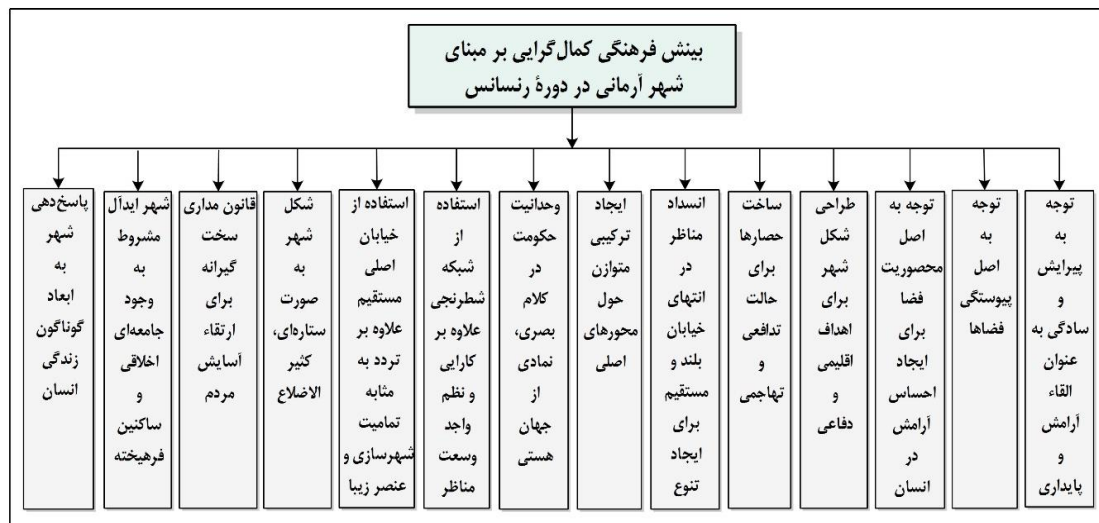 بینش فرهنگی کمال‌گرایی بر مبنای
شهر آرمانی در دورهٔ رنسانس
توجه
به
پیرایش
و
سادگی به
عنوان
القاء
آرامش
و
پایداری
توجه
به
اصل
پیوستگی
فضاها
توجه به
اصل
محصوریت
فضا
برای
ایجاد
احساس
آرامش
در
انسان
طراحی
شکل
شهر
برای
اهداف
اقلیمی
و
دفاعی
ساخت
حصارها
برای
حالت
تدافعی
و
تهاجمی
انسداد
مناظر
در
انتهای
خیابان
بلند و
مستقیم
برای
ایجاد
تنوع
ایجاد
ترکیبی
متوازن
حول
محورهای
اصلی
وحدانیت
حکومت
در
کلام
بصری،
نمادی
از
جهان
هستی
استفاده
از
شبکه
شطرنجی
علاوه بر
کارایی
و نظم
واجد
وسعت
مناظر
استفاده از
خیابان
اصلی
مستقیم
علاوه بر
تردد به
مثابه
تمامیت
شهرسازی و
عنصر زیبا
شکل
شهر
به
صورت
ستاره‌ای،
کثیر
الاضلاع
قانون مداری
سخت
گیرانه
برای
ارتقاء
آسایش
مردم
شهر ایدآل
مشروط
به
وجود
جامعه‌ای
اخلاقی
و
ساکنین
فرهیخته
پاسخ‌دهی
شهر
به
ابعاد
گوناگون
زندگی
انسان